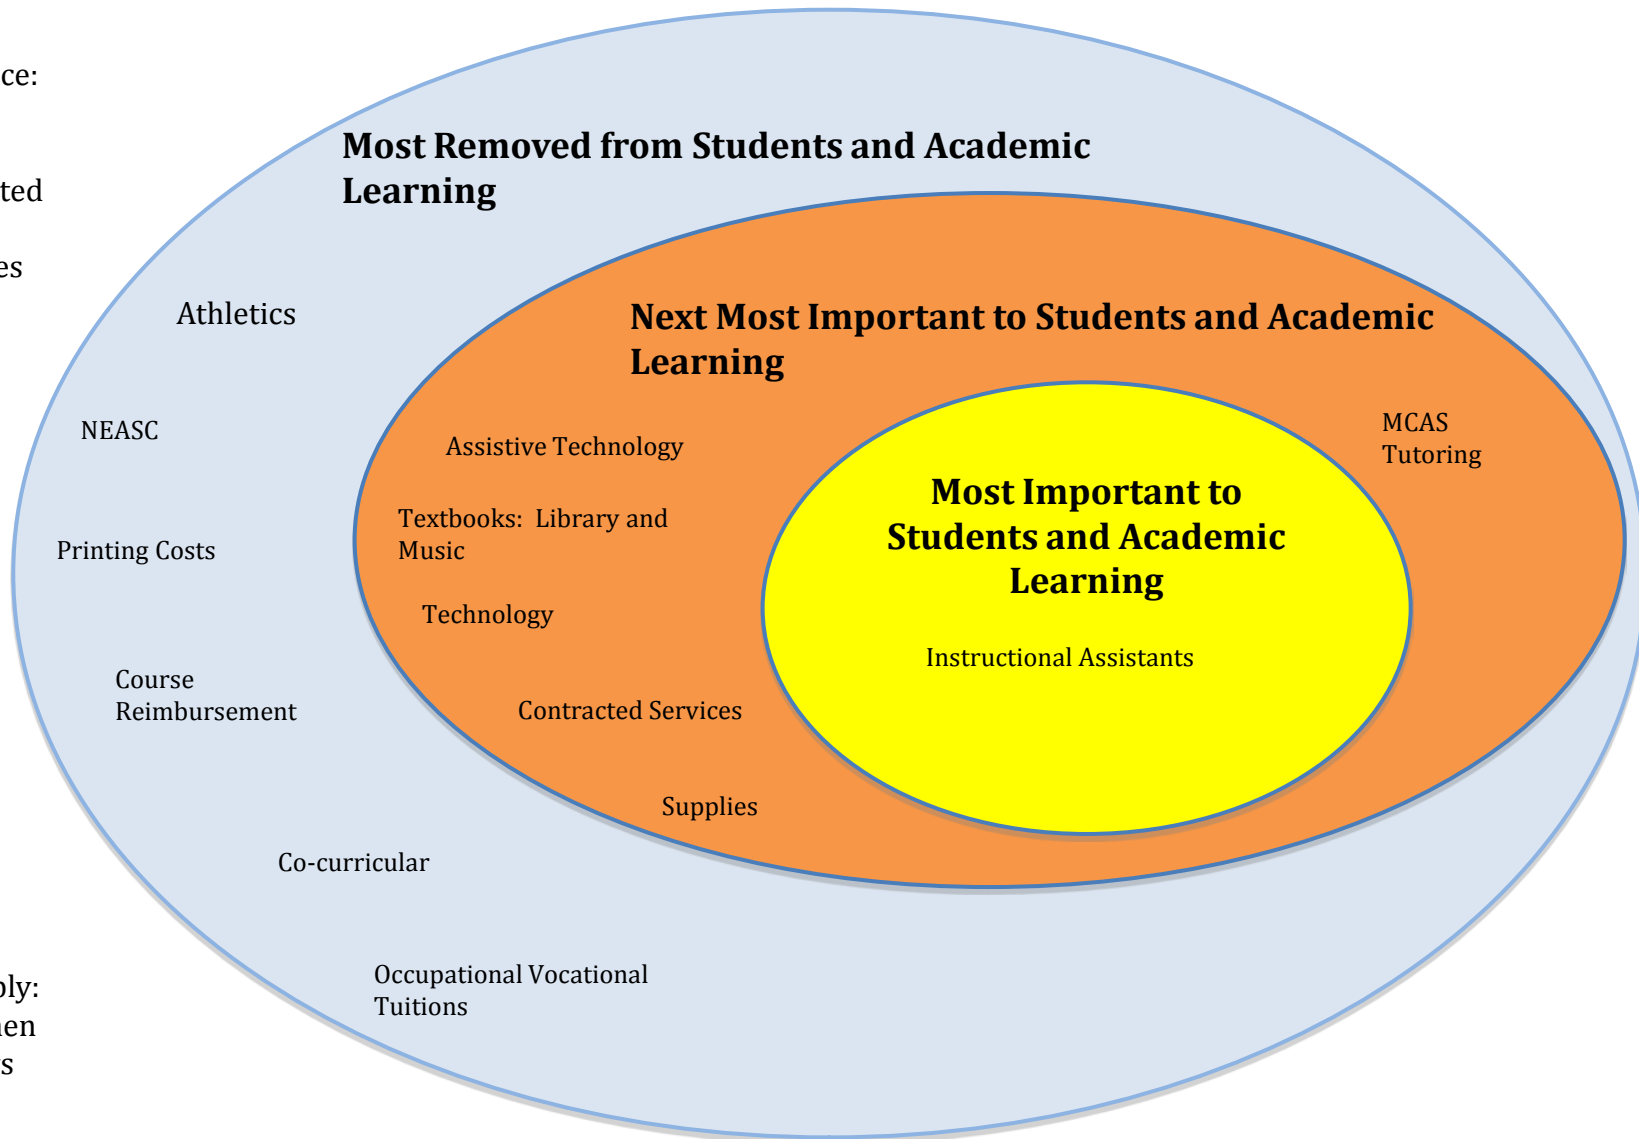 ce:
ted
es
Most Removed from Students and Academic
Learning
Athletics
Next Most Important to Students and Academic
Learning
NEASC
Assistive Technology
MCAS
Tutoring
Most Important to
Students and Academic
Learning
Textbooks:  Library and
Music
Printing Costs
Technology
Instructional Assistants
Course
Reimbursement
Contracted Services
Supplies
Co-curricular
Occupational Vocational
Tuitions
ply:
en
s